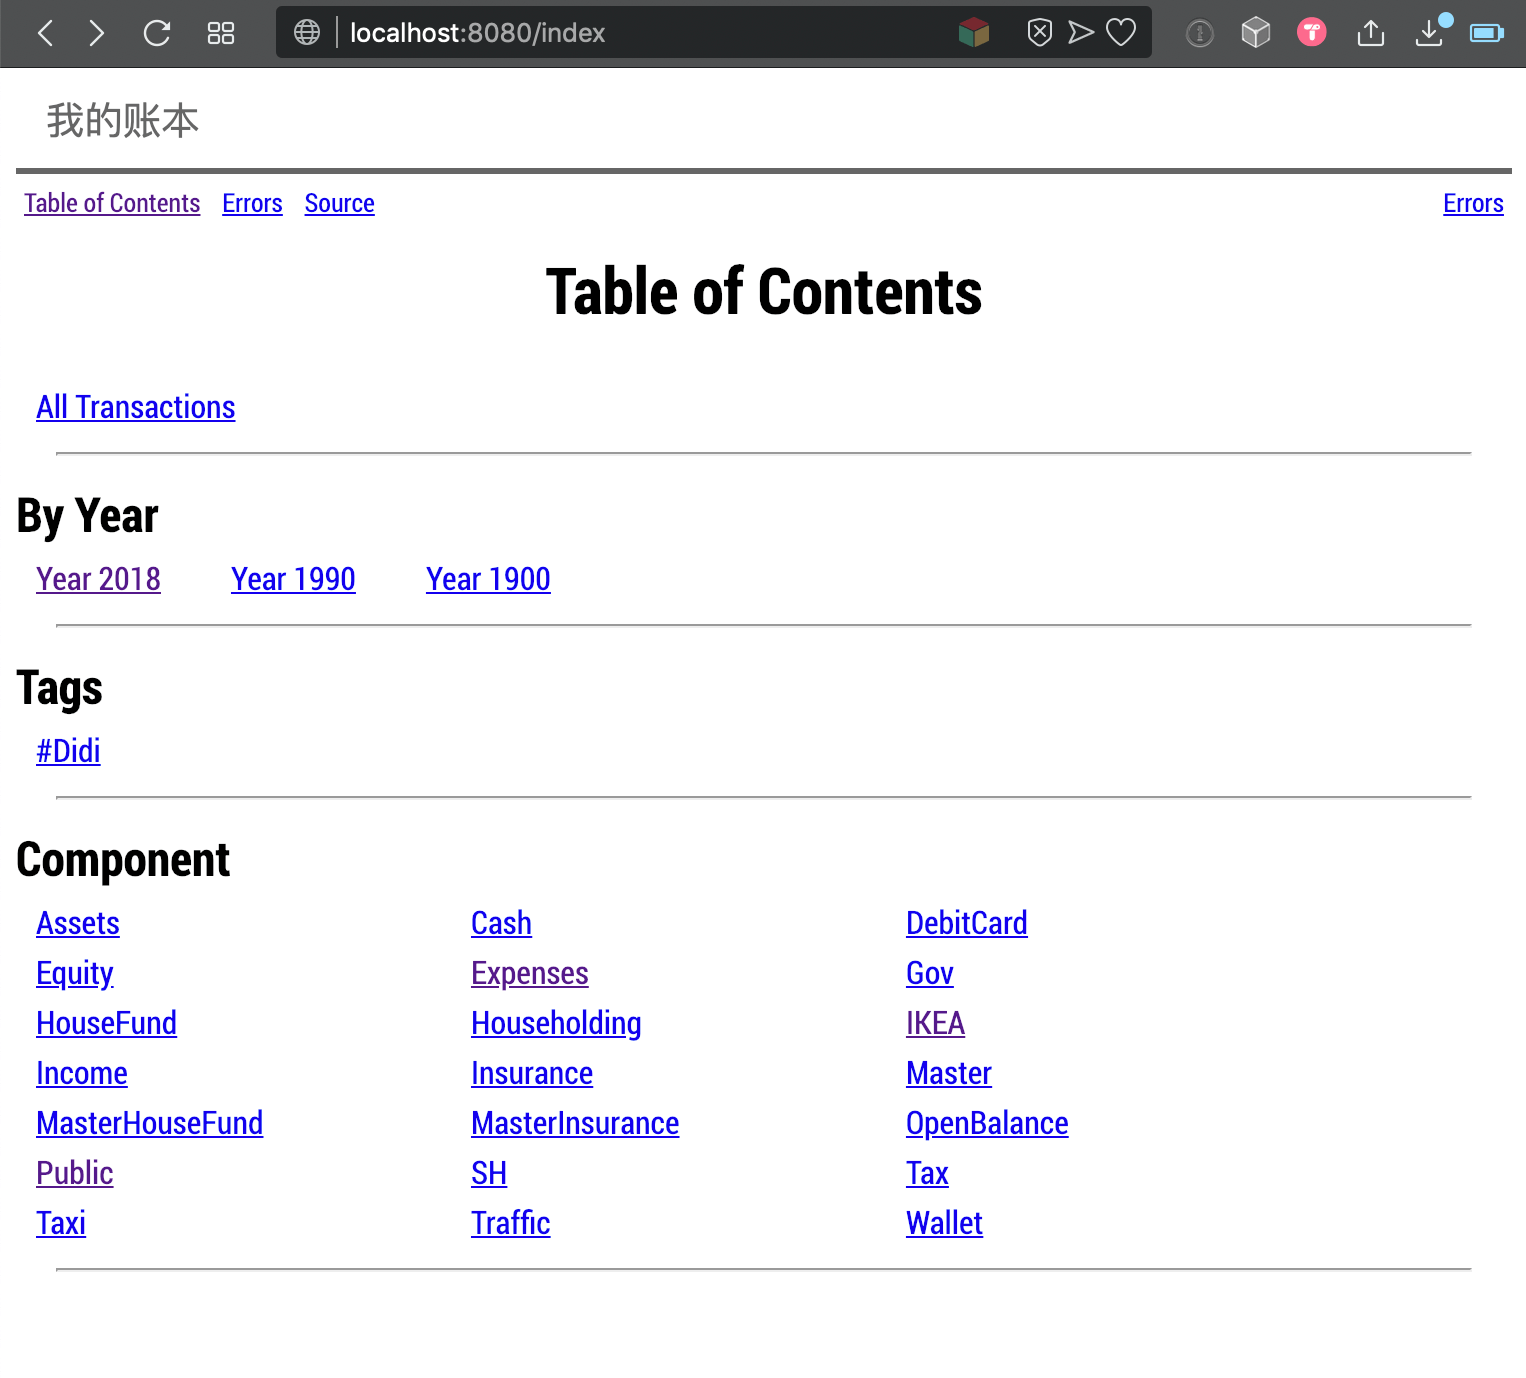 localhost:8080/index
我的账本
Table of Contents Errors Source Errors
Table of Contents
All Transactions
By Year
Year 2018 Year 1990 Year 1900
Tags
#Didi
Component
Assets Cash DebitCard
Equity Expenses Gov
HouseFund Householding IKEA
Income Insurance Master
MasterHouseFund MasterInsurance OpenBalance
Public SH Tax
Taxi Traffic Wallet